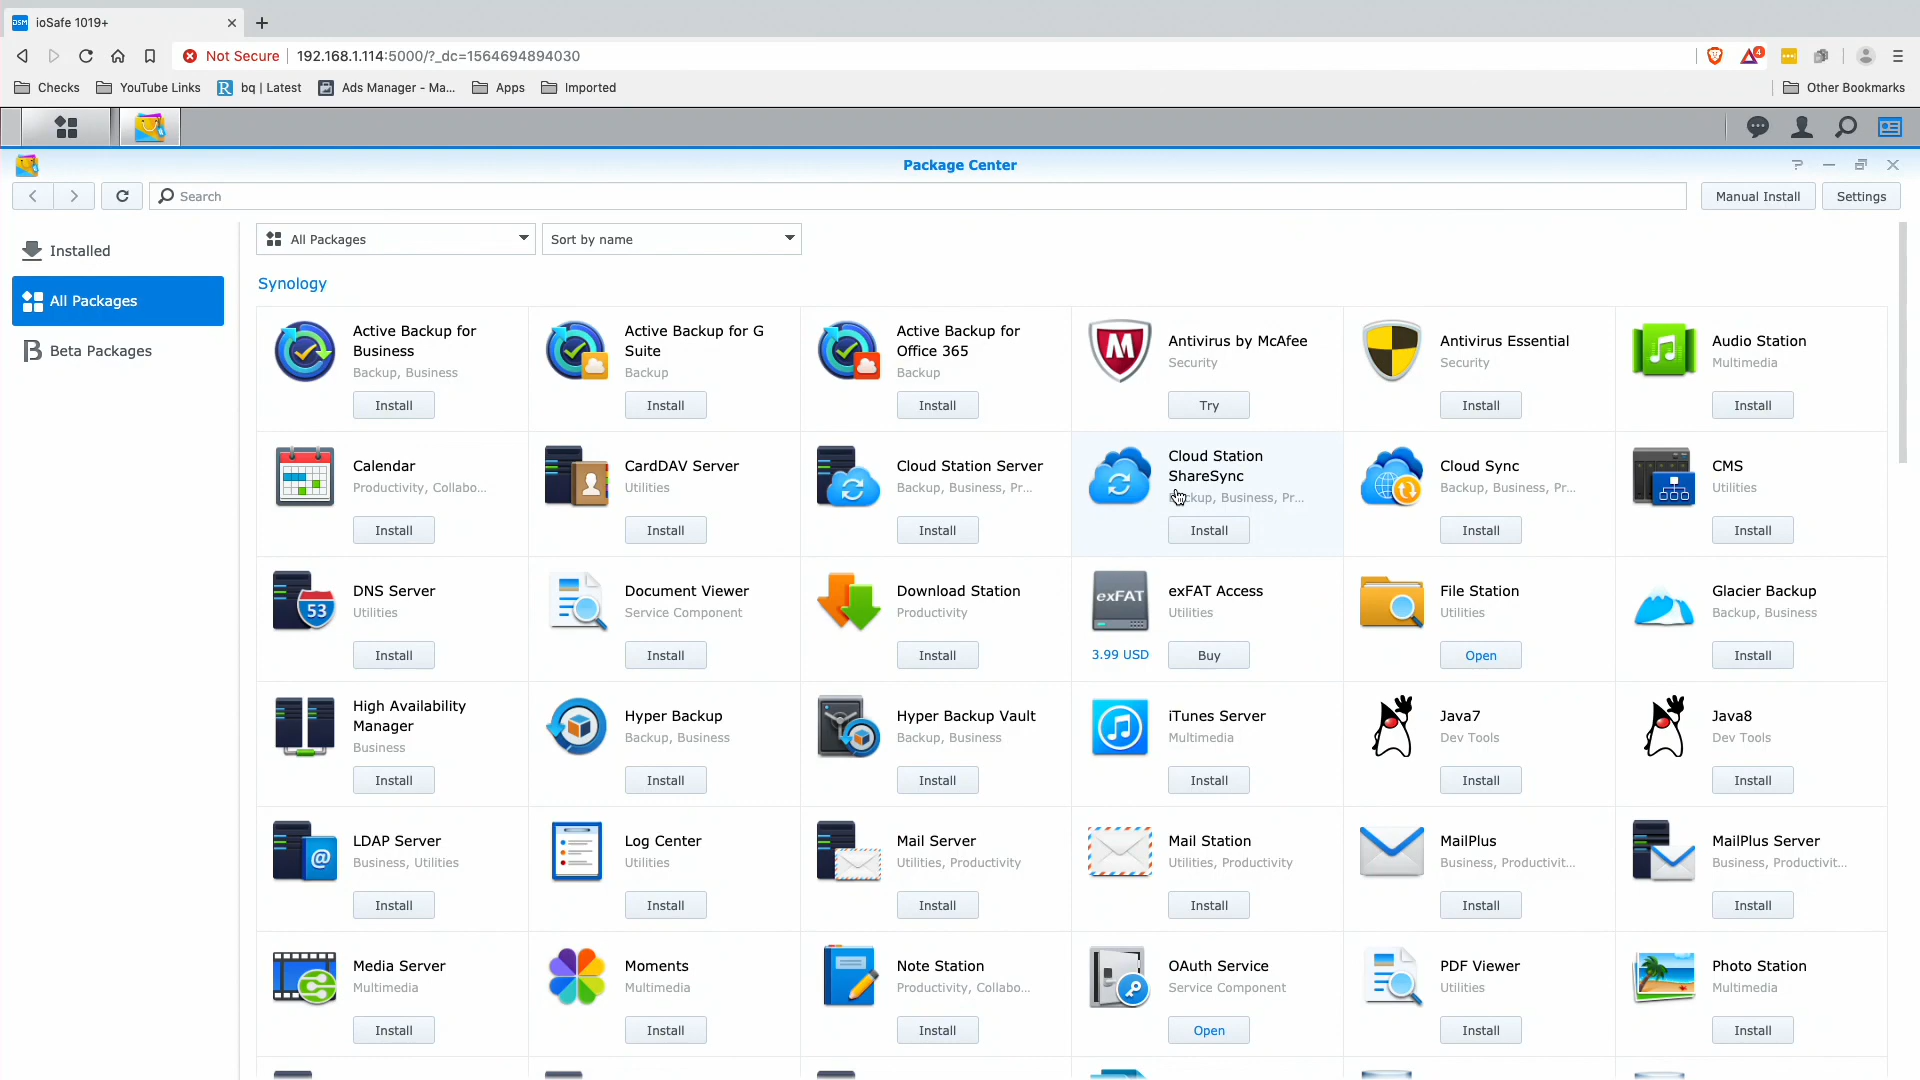 DSM ioSafe 1019+
Not Secure 192.168.1.114:5000/?_dc=1564694894030
4
Checks YouTube Links R bq | Latest Ads Manager - Ma... Apps Imported Other Bookmarks
Package Center
Search Manual Install Settings
Installed
All Packages
Beta Packages
All Packages Sort by name
Synology
Active Backup for Business
Backup, Business
Install
Active Backup for G Suite
Backup
Install
Active Backup for Office 365
Backup
Install
M
Antivirus by McAfee
Security
Try
Antivirus Essential
Security
Install
Audio Station
Multimedia
Install
Calendar
Productivity, Collabo...
Install
CardDAV Server
Utilities
Install
Cloud Station Server
Backup, Business, Pr...
Install
Cloud Station ShareSync
Backup, Business, Pr...
Install
Cloud Sync
Backup, Business, Pr...
Install
CMS
Utilities
Install
53
DNS Server
Utilities
Install
Document Viewer
Service Component
Install
Download Station
Productivity
Install
exFAT
exFAT Access
Utilities
3.99 USD Buy
File Station
Utilities
Open
Glacier Backup
Backup, Business
Install
High Availability Manager
Business
Install
Hyper Backup
Backup, Business
Install
Hyper Backup Vault
Backup, Business
Install
iTunes Server
Multimedia
Install
Java7
Dev Tools
Install
Java8
Dev Tools
Install
@
LDAP Server
Business, Utilities
Install
Log Center
Utilities
Install
Mail Server
Utilities, Productivity
Install
Mail Station
Utilities, Productivity
Install
MailPlus
Business, Productivit...
Install
MailPlus Server
Business, Productivit...
Install
Media Server
Multimedia
Install
Moments
Multimedia
Install
Note Station
Productivity, Collabo...
Install
OAuth Service
Service Component
Open
PDF Viewer
Utilities
Install
Photo Station
Multimedia
Install